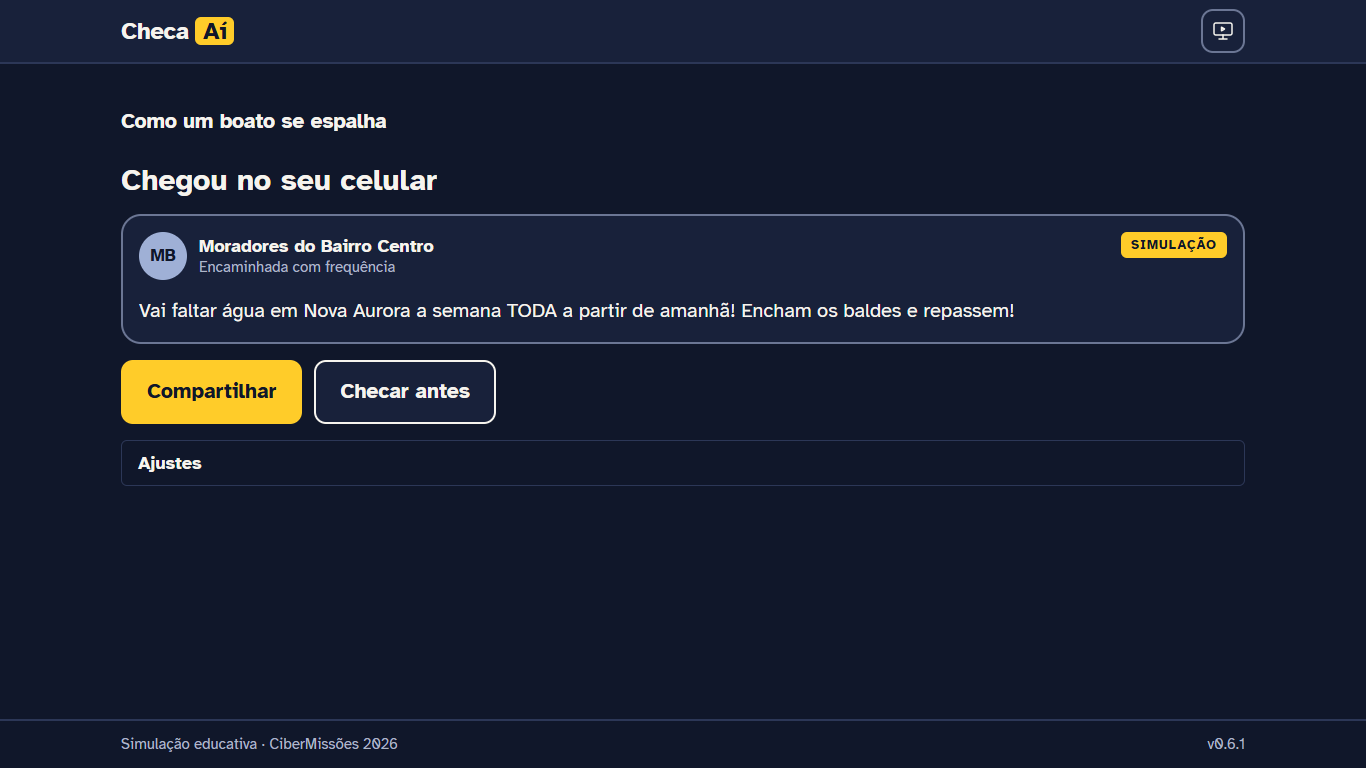 Checa Aí
Como um boato se espalha
Chegou no seu celular
MB
Moradores do Bairro Centro
Encaminhada com frequência
SIMULAÇÃO
Vai faltar água em Nova Aurora a semana TODA a partir de amanhã! Encham os baldes e repassem!
Compartilhar
Checar antes
Ajustes
Simulação educativa · CiberMissões 2026
v0.6.1